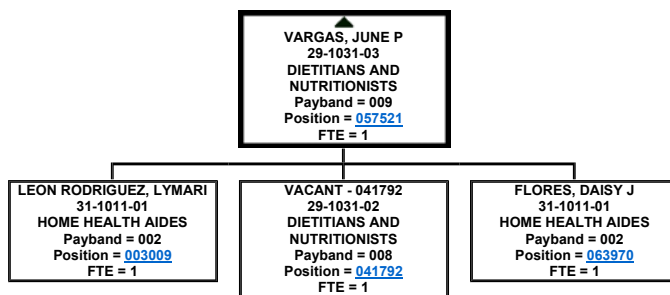 VARGAS, JUNE P
29-1031-03
DIETITIANS AND
NUTRITIONISTS
Payband = 009
Position = 057521
FTE = 1
LEON RODRIGUEZ, LYMARI
31-1011-01
HOME HEALTH AIDES
Payband = 002
Position = 003009
FTE = 1
VACANT - 041792
29-1031-02
DIETITIANS AND
NUTRITIONISTS
Payband = 008
Position = 041792
FTE = 1
FLORES, DAISY J
31-1011-01
HOME HEALTH AIDES
Payband = 002
Position = 063970
FTE = 1